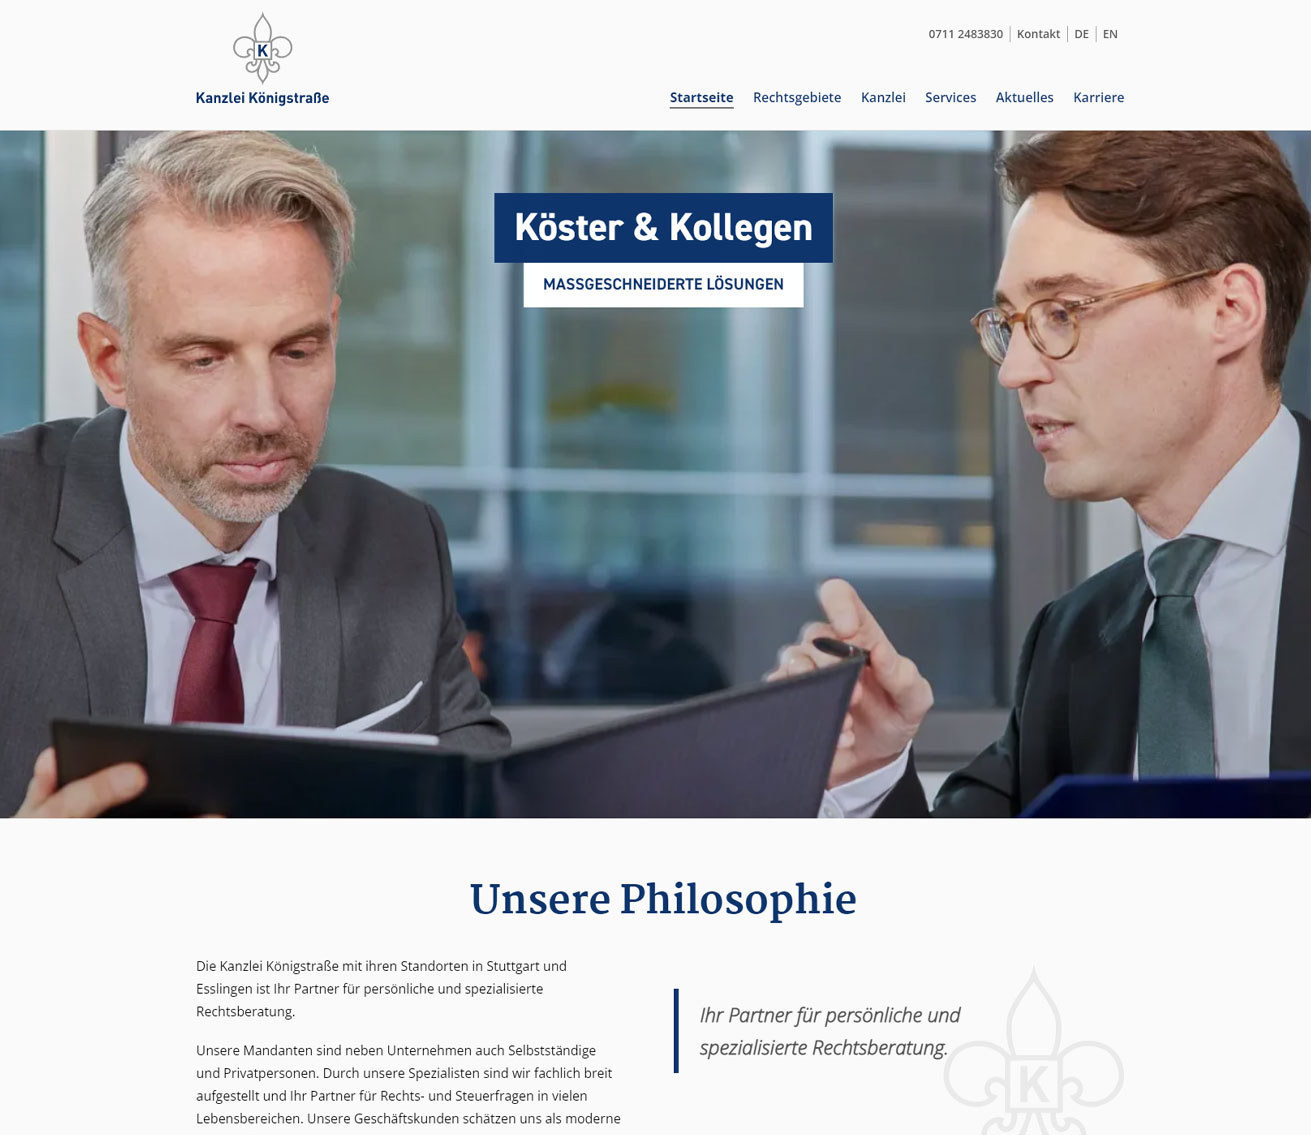 K
Kanzlei Königstraße
0711 2483830 Kontakt DE EN
Startseite Rechtsgebiete Kanzlei Services Aktuelles Karriere
Köster & Kollegen
MASSGESCHNEIDERTE LÖSUNGEN
Unsere Philosophie
Die Kanzlei Königstraße mit ihren Standorten in Stuttgart und
Esslingen ist Ihr Partner für persönliche und spezialisierte
Rechtsberatung.
Unsere Mandanten sind neben Unternehmen auch Selbstständige
und Privatpersonen. Durch unsere Spezialisten sind wir fachlich breit
aufgestellt und Ihr Partner für Rechts- und Steuerfragen in vielen
Lebensbereichen. Unsere Geschäftskunden schätzen uns als moderne
Ihr Partner für persönliche und
spezialisierte Rechtsberatung.
K